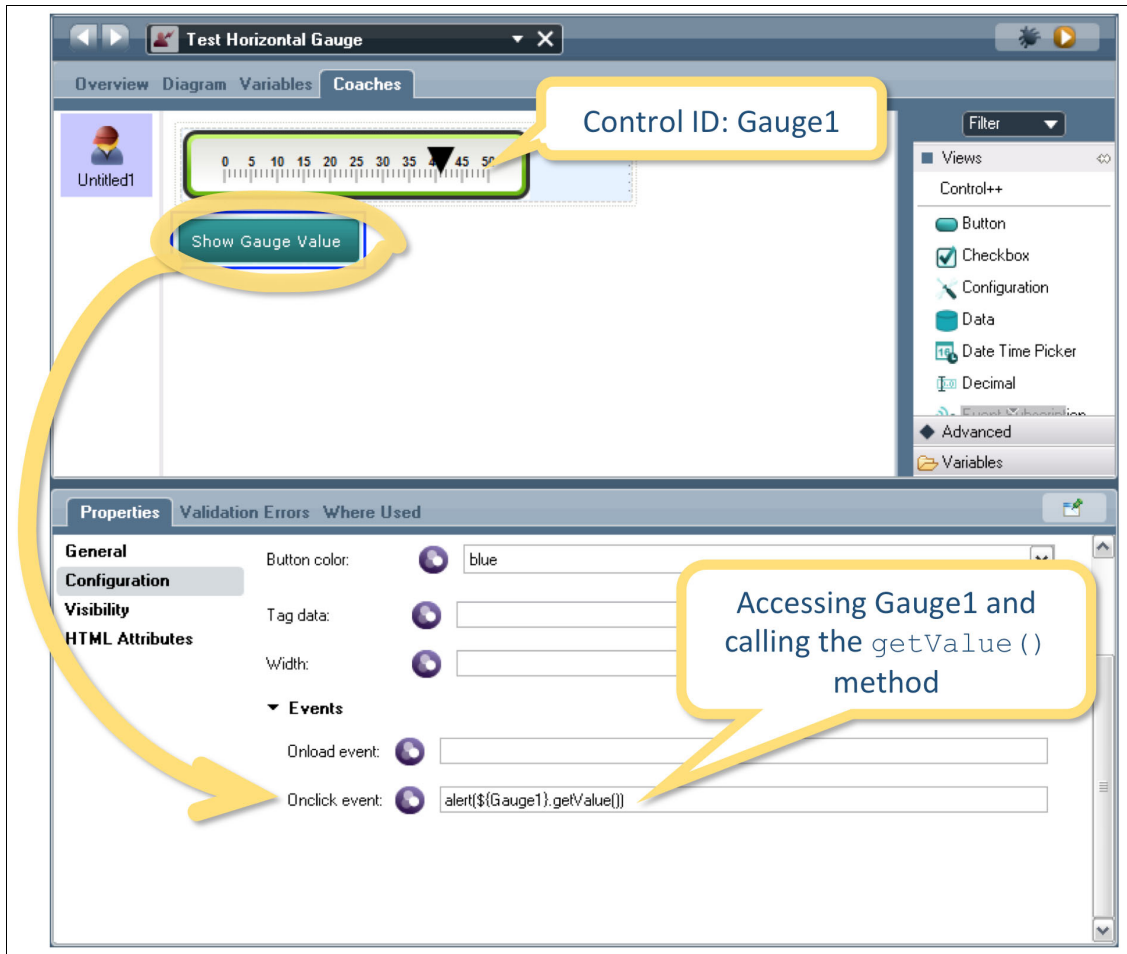 Test Horizontal Gauge
Overview Diagram Variables Coaches
Control ID: Gauge1
Filter
Untitled1
0 5 10 15 20 25 30 35 45 50
Show Gauge Value
Views
Control++
Button
Checkbox
Configuration
Data
16
Date Time Picker
Decimal
Event Subscription
Advanced
Variables
Properties Validation Errors Where Used
General
Configuration
Visibility
HTML Attributes
Button color: blue
Tag data:
Width:
Events
Onload event:
Onclick event: alert(${Gauge1}.getValue())
Accessing Gauge1 and
calling the getValue()
method